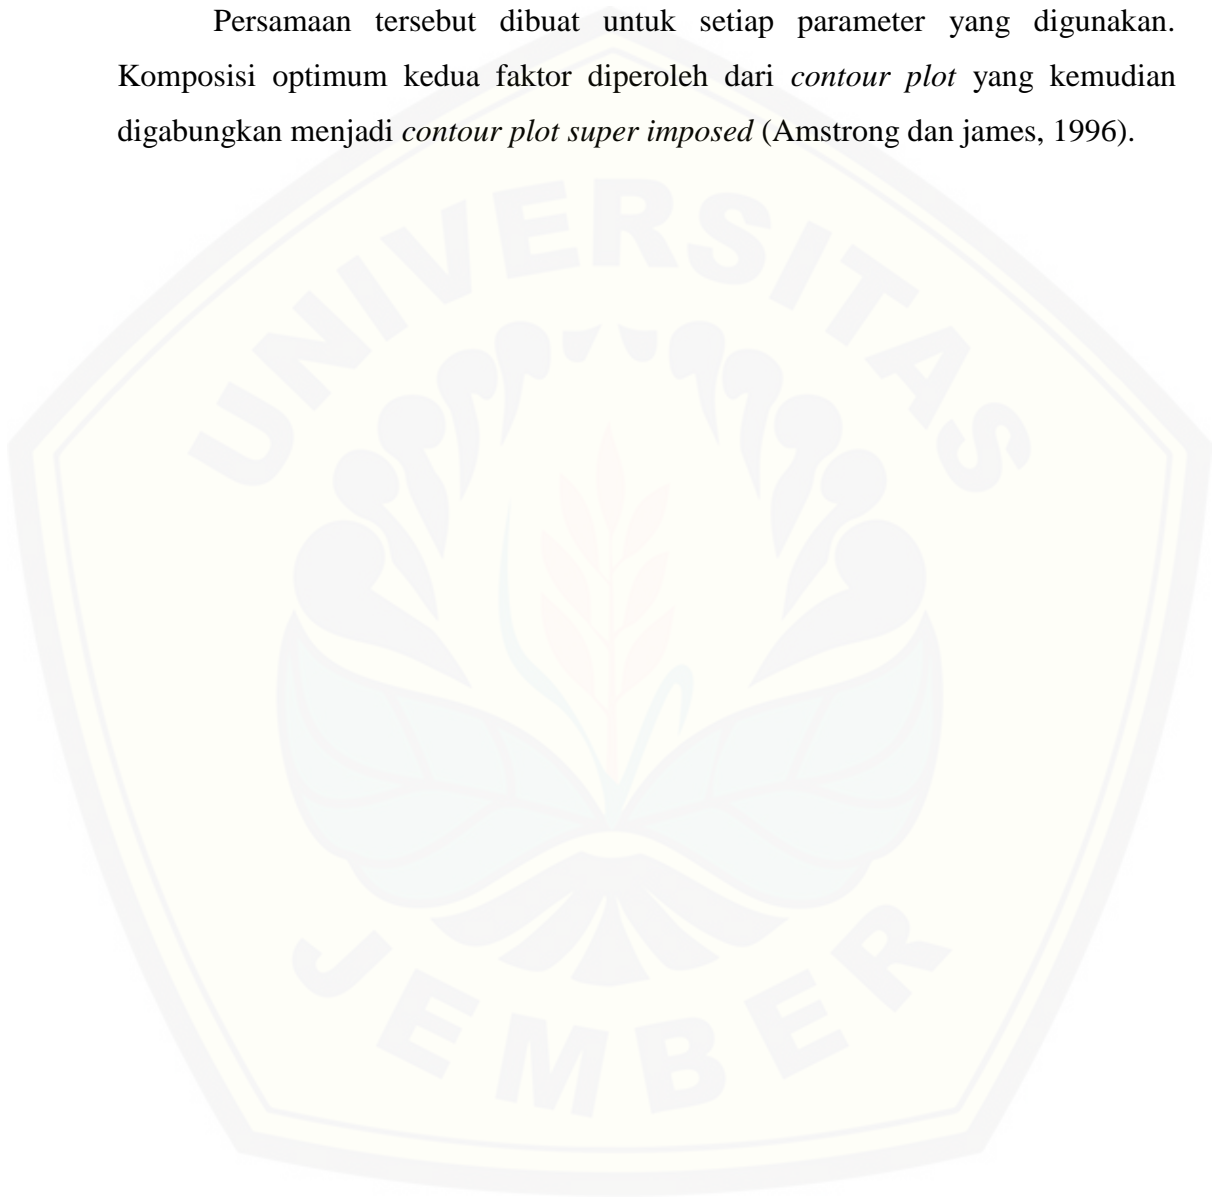 Persamaan tersebut dibuat untuk setiap parameter yang digunakan.
Komposisi optimum kedua faktor diperoleh dari contour plot yang kemudian
digabungkan menjadi contour plot super imposed (Amstrong dan james, 1996).
UNIVERSITAS
JEMBER